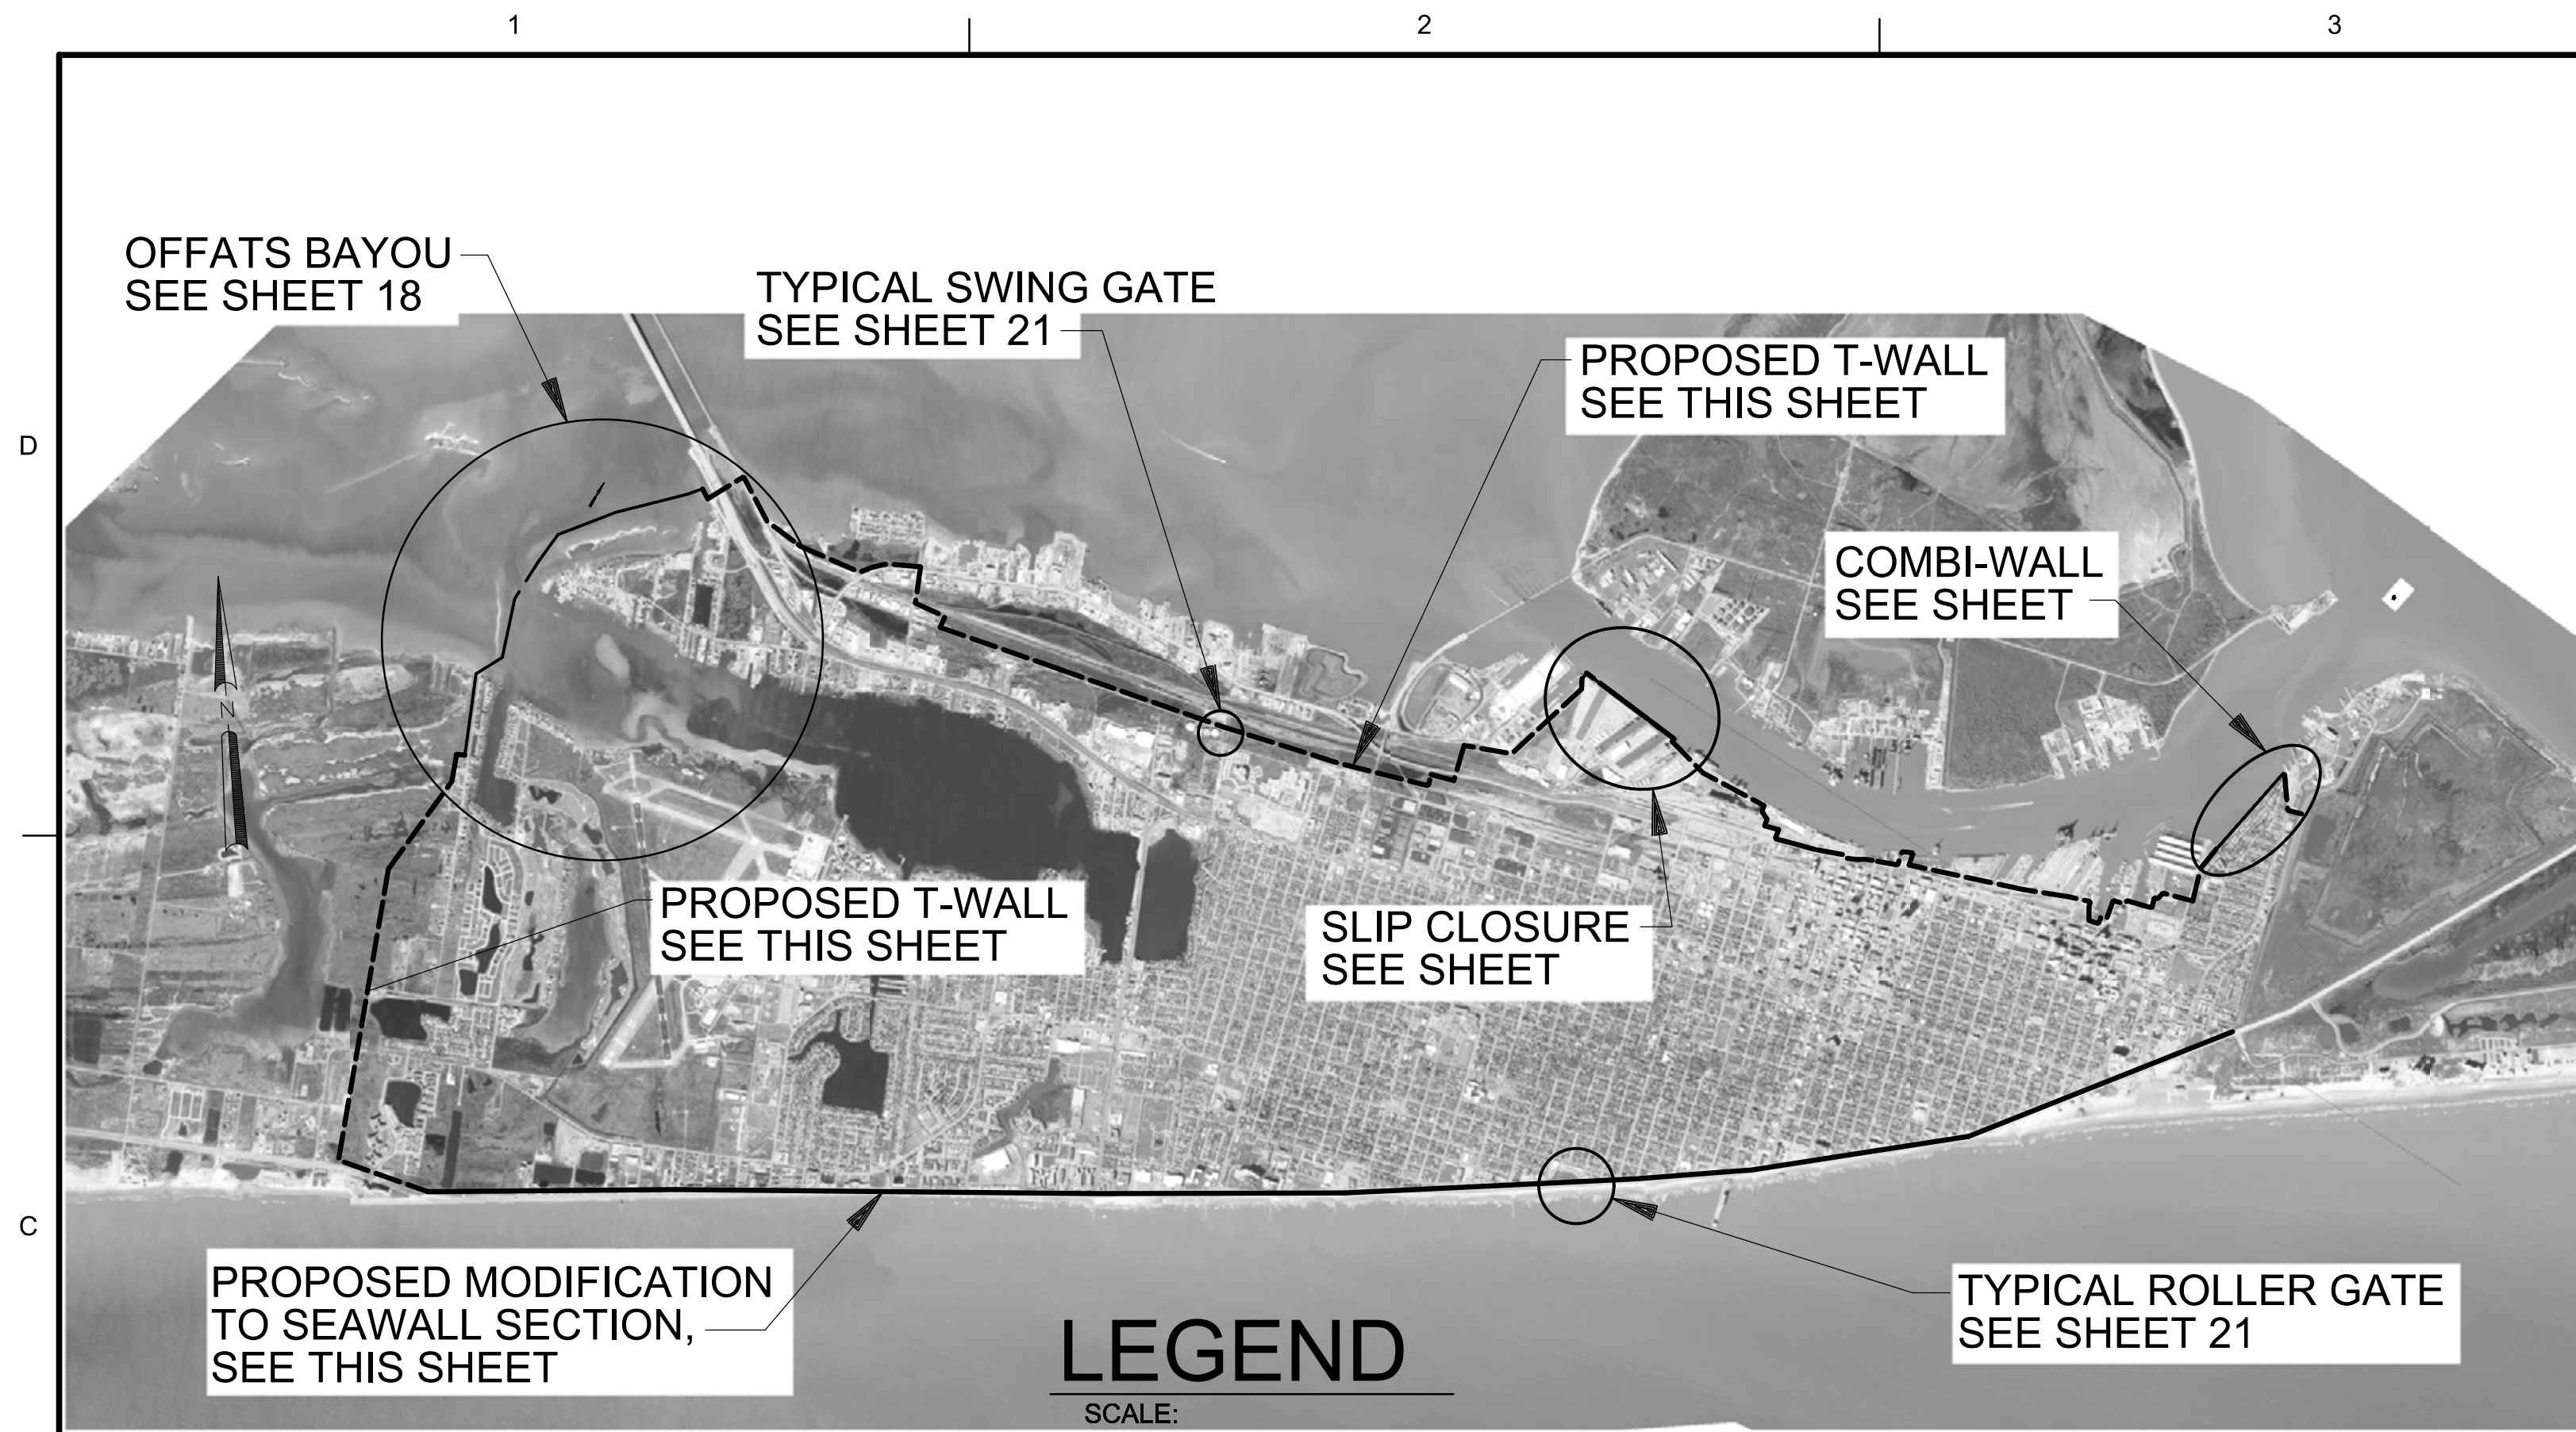 1
2
3
OFFATS BAYOU
SEE SHEET 18
TYPICAL SWING GATE
SEE SHEET 21
PROPOSED T-WALL
SEE THIS SHEET
D
COMBI-WALL
SEE SHEET
N
PROPOSED T-WALL
SEE THIS SHEET
SLIP CLOSURE
SEE SHEET
C
PROPOSED MODIFICATION
TO SEAWALL SECTION,
SEE THIS SHEET
TYPICAL ROLLER GATE
SEE SHEET 21
LEGEND
SCALE: